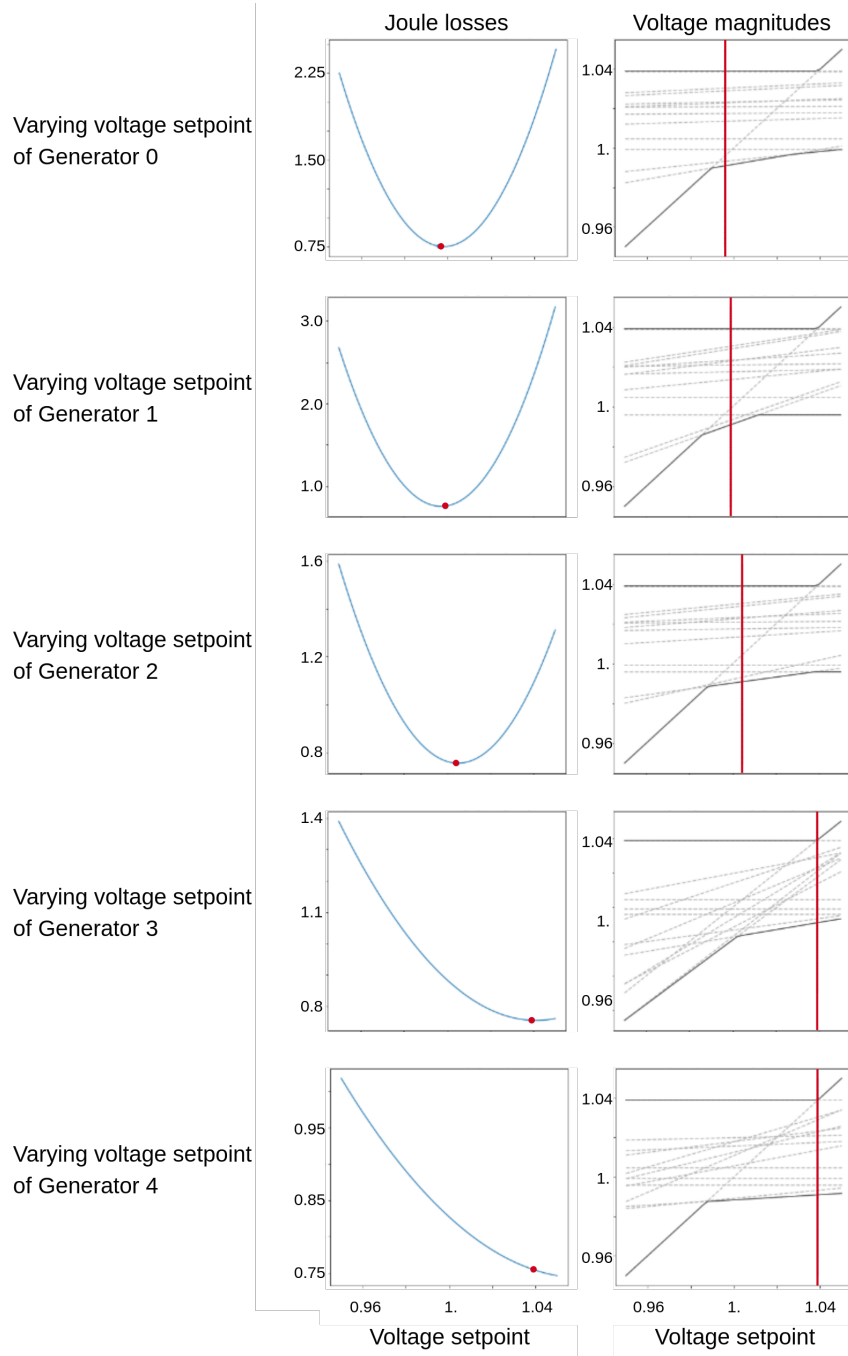 Joule losses
Voltage magnitudes
Varying voltage setpoint
of Generator 0
2.25
1.50
0.75
1.04
1.
0.96
Varying voltage setpoint
of Generator 1
3.0
2.0
1.0
1.04
1.
0.96
Varying voltage setpoint
of Generator 2
1.6
1.2
0.8
1.04
1.
0.96
Varying voltage setpoint
of Generator 3
1.4
1.1
0.8
1.04
1.
0.96
Varying voltage setpoint
of Generator 4
0.95
0.85
0.75
1.04
1.
0.96
0.96 1. 1.04
0.96 1. 1.04
Voltage setpoint
Voltage setpoint